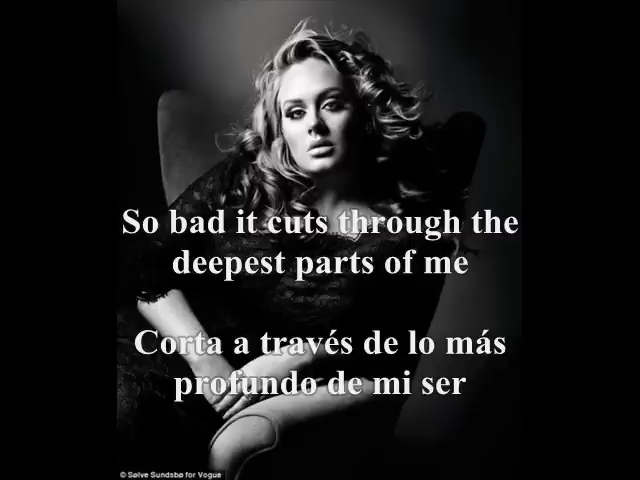 So bad it cuts through the
deepest parts of me
Corta a través de lo más
profundo de mi ser
© Sølve Sundsbø for Vogue